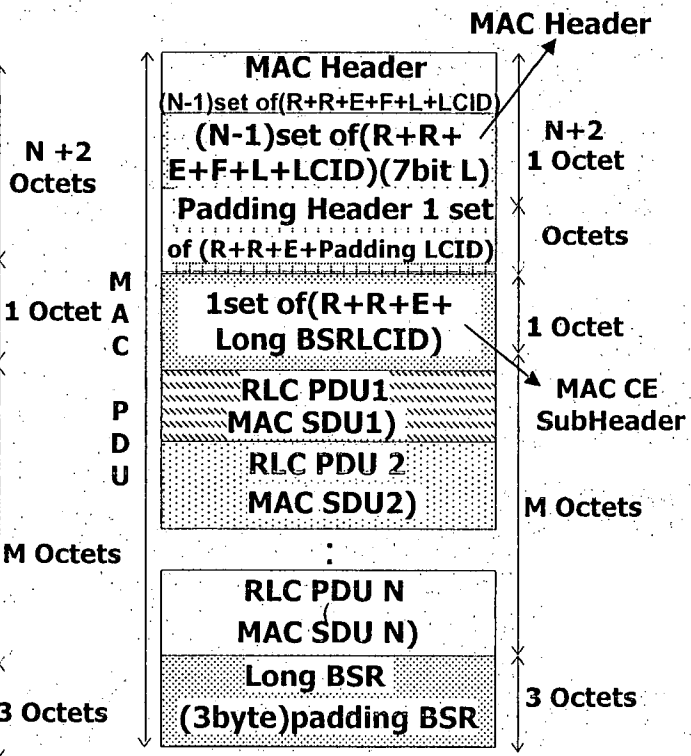 MAC Header
MAC Header
(N-1)set of(R+R+E+F+L+LCID)
(N-1)set of(R+R+
E+F+L+LCID)(7bit L)
Padding Header 1 set
of (R+R+E+Padding LCID)
1set of(R+R+E+
Long BSRLCID)
RLC PDU1
MAC SDU1)
RLC PDU 2
MAC SDU2)
:
RLC PDU N
(
MAC SDU N)
Long BSR
(3byte)padding BSR
N +2
Octets
1 Octet
M Octets
3 Octets
M
A
C
P
D
U
N+2
1 Octet
Octets
1 Octet
MAC CE
SubHeader
M Octets
3 Octets